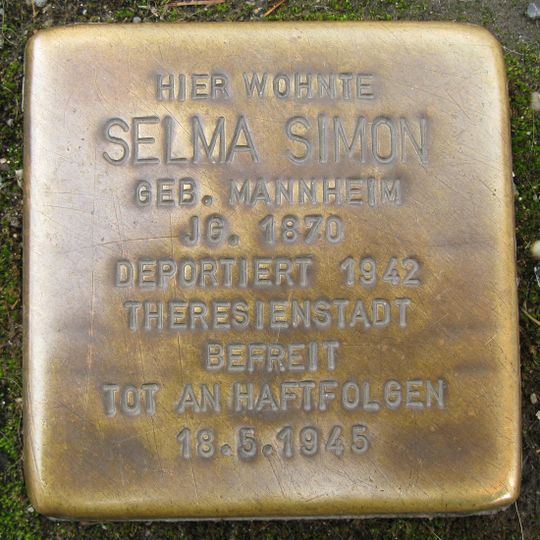 HIER WOHNTE
SELMA SIMON
GEB. MANNHEIM
JG. 1870
DEPORTIERT 1942
THERESIENSTADT
BEFREIT
TOT AN HAFTFOLGEN
18.5.1945